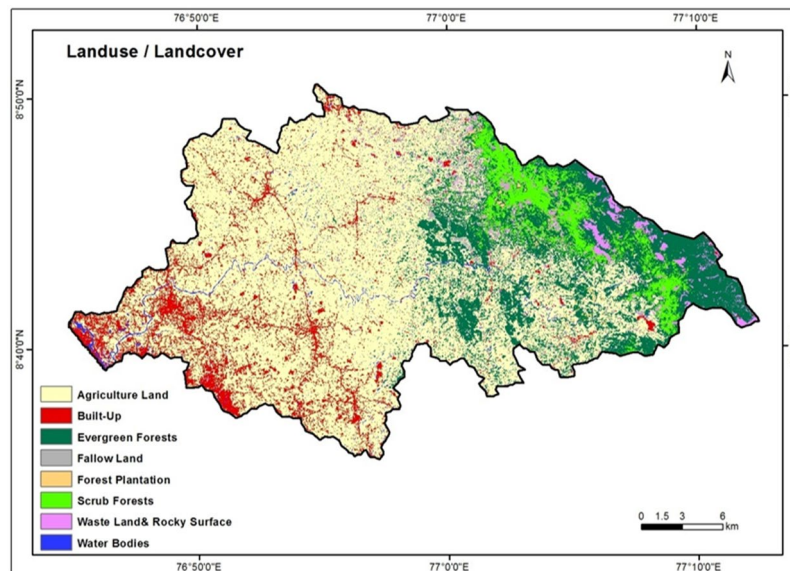 76°50'0"E 77°0'0"E 77°10'0"E
Landuse / Landcover
N
8°50'0"N
8°40'0"N
Agriculture Land
Built-Up
Evergreen Forests
Fallow Land
Forest Plantation
Scrub Forests
Waste Land& Rocky Surface
Water Bodies
0 1.5 3 6
km
76°50'0"E 77°0'0"E 77°10'0"E